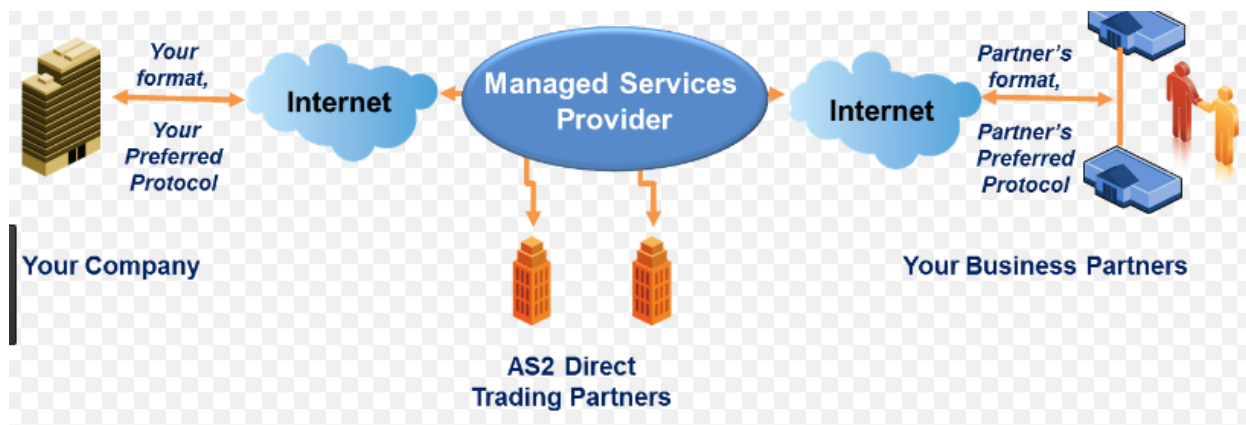 Your
format,
Your
Preferred
Protocol
Internet
Managed Services
Provider
Internet
Partner's
format,
Partner's
Preferred
Protocol
Your Company
Your Business Partners
AS2 Direct
Trading Partners